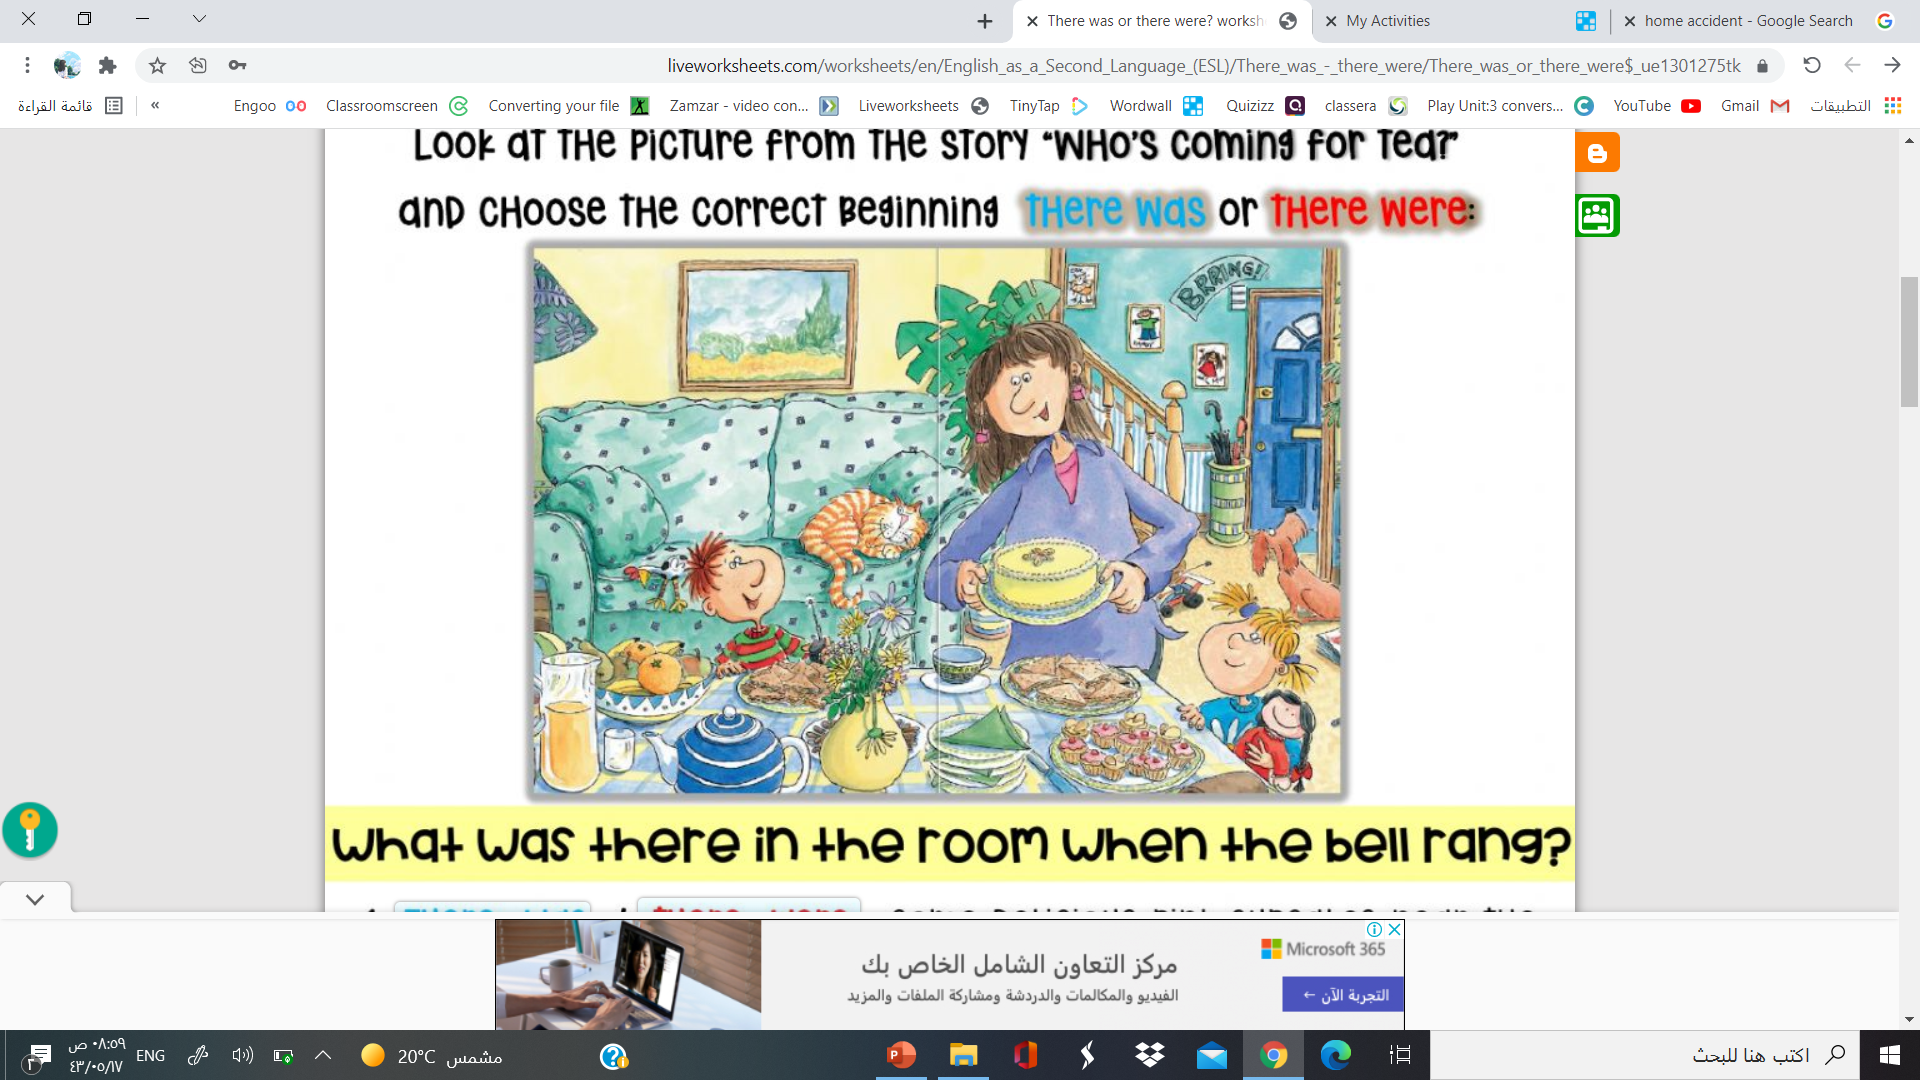 There was or there were? worksh
My Activities
home accident - Google Search
liveworksheets.com/worksheets/en/English_as_a_Second_Language_(ESL)/There_was_-_there_were/There_was_or_there_were$_ue1301275tk
قائمة القراءة
«
Engoo
Classroomscreen
Converting your file
Zamzar - video con...
Liveworksheets
TinyTap
Wordwall
Quizizz
classera
Play Unit:3 convers...
YouTube
Gmail
التطبيقات
Look at the picture from the story "Who's coming for tea?"
and choose the correct beginning there was or there were:
BRRING!
What was there in the room when the bell rang?
مركز التعاون الشامل الخاص بك
الفيديو والمكالمات والدردشة ومشاركة الملفات والمزيد
Microsoft 365
التجربة الآن ←
٠٨:٥٩ ص
٤٣/٠٥/١٧
ENG
20°C مشمس
اكتب هنا للبحث